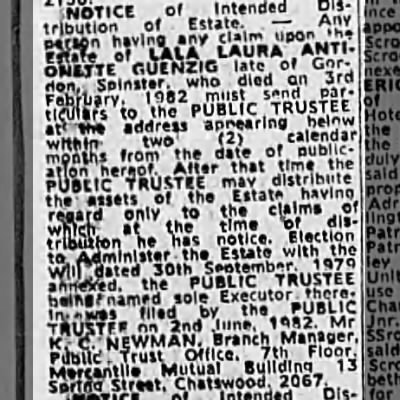 NOTICE of Intended Dis-
tribution of Estate. — Any
person having any claim upon the
Estate of LALA LAURA ANTI-
ONETTE GUENZIG late of Gor-
don, Spinster, who died on 3rd
February, 1982 must send par-
ticulars to the PUBLIC TRUSTEE
at the address appearing below
within two (2) calendar
months from the date of public-
ation hereof. After that time the
PUBLIC TRUSTEE may distribute
the assets of the Estate having
regard only to the claims of
which at the time of dis-
tribution he has notice. Election
to Administer the Estate with the
Will dated 30th September, 1979
annexed, the PUBLIC TRUSTEE
being named sole Executor there-
in was filed by the PUBLIC
TRUSTEE on 2nd June, 1982. Mr
K. C. NEWMAN, Branch Manager,
Public Trust Office, 7th Floor,
Mercantile Mutual Building 13
Spring Street, Chatswood, 2067.
NOTICE of Intended Dis-